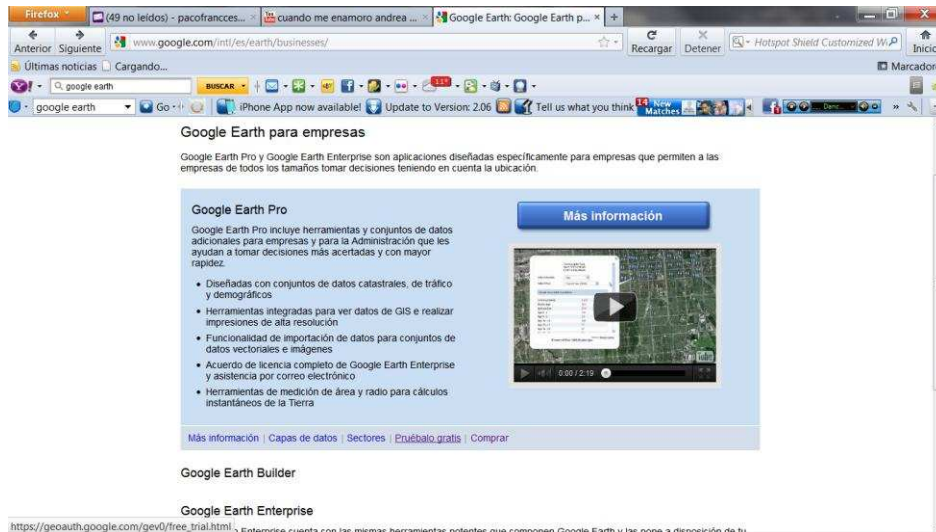 Firefox
(49 no leídos) - pacofrancces...
cuando me enamoro andrea ...
Google Earth: Google Earth p...
Anterior Siguiente www.google.com/intl/es/earth/businesses/ Recargar Detener Hotspot Shield Customized We Inicio
Últimas noticias Cargando... Marcadores
google earth BUSCAR 11°
google earth Go iPhone App now available! Update to Version: 2.06 Tell us what you think 14 New Matches Danc...
Google Earth para empresas
Google Earth Pro y Google Earth Enterprise son aplicaciones diseñadas específicamente para empresas que permiten a las
empresas de todos los tamaños tomar decisiones teniendo en cuenta la ubicación.
Google Earth Pro
Más información
Google Earth Pro incluye herramientas y conjuntos de datos
adicionales para empresas y para la Administración que les
ayudan a tomar decisiones más acertadas y con mayor
rapidez.
• Diseñadas con conjuntos de datos catastrales, de tráfico
y demográficos
• Herramientas integradas para ver datos de GIS e realizar
impresiones de alta resolución
• Funcionalidad de importación de datos para conjuntos de
datos vectoriales e imágenes
• Acuerdo de licencia completo de Google Earth Enterprise
y asistencia por correo electrónico
• Herramientas de medición de área y radio para cálculos
instantáneos de la Tierra
0:00 / 2:19
Más información | Capas de datos | Sectores | Pruébalo gratis | Comprar
Google Earth Builder
Google Earth Enterprise
https://geoauth.google.com/gev0/free_trial.html
Enterprise cuenta con las mismas herramientas potentes que componen Google Earth y las pone a disposición de tu